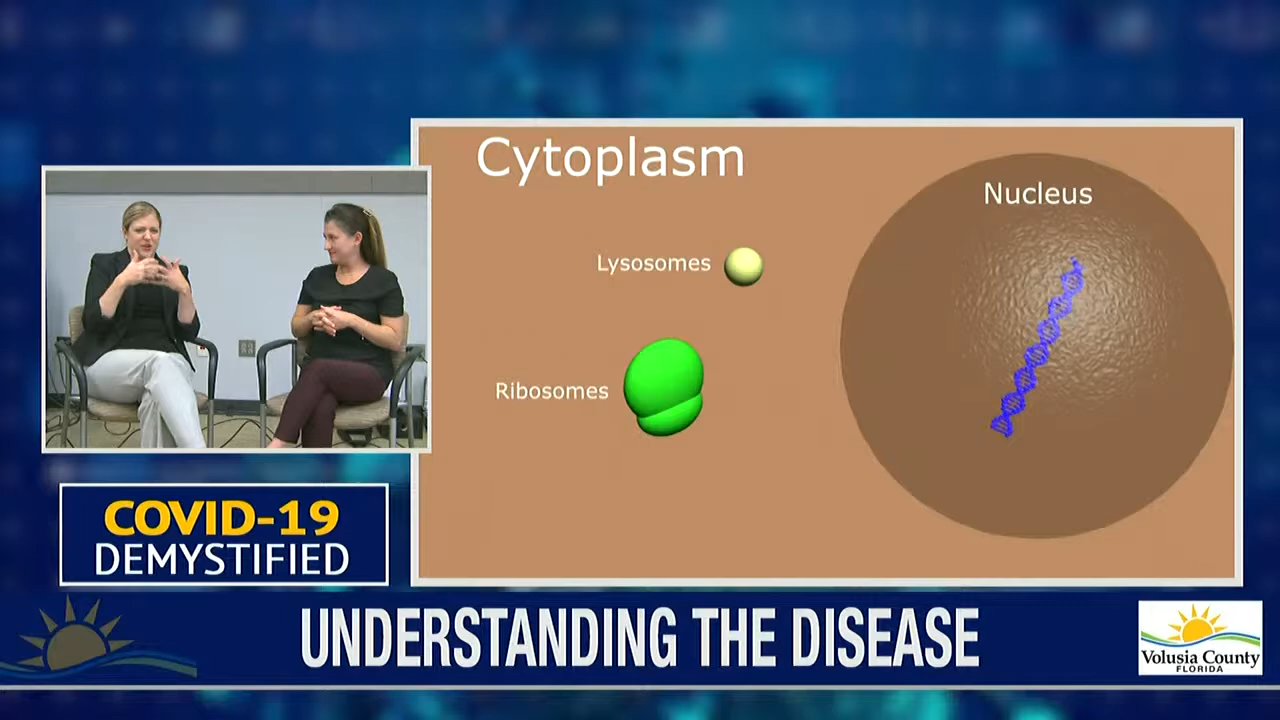 Cytoplasm
Nucleus
Lysosomes
Ribosomes
COVID-19
DEMYSTIFIED
UNDERSTANDING THE DISEASE
Volusia County
FLORIDA